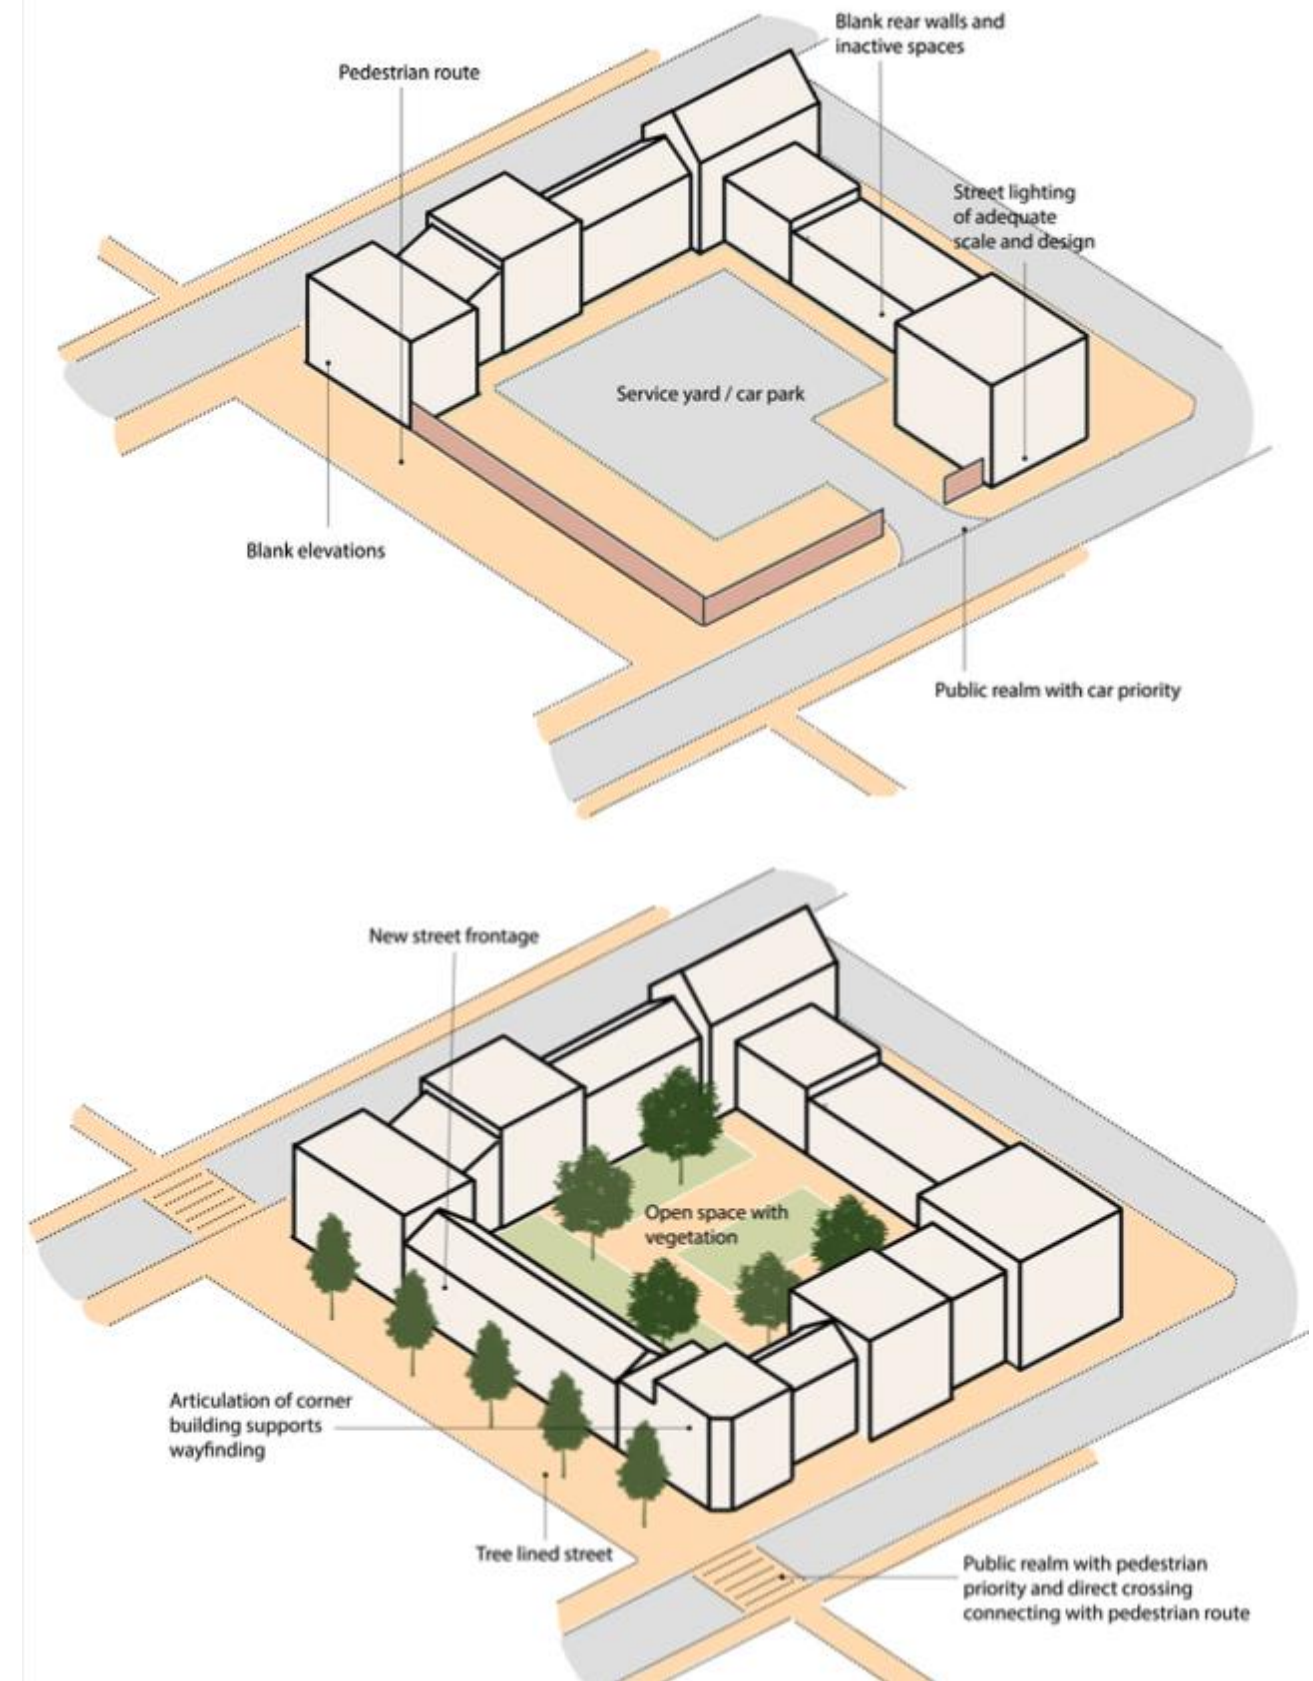 Blank rear walls and
inactive spaces
Pedestrian route
Street lighting
of adequate
scale and design
Service yard / car park
Blank elevations
Public realm with car priority
New street frontage
Open space with
vegetation
Articulation of corner
building supports
wayfinding
Tree lined street
Public realm with pedestrian
priority and direct crossing
connecting with pedestrian route